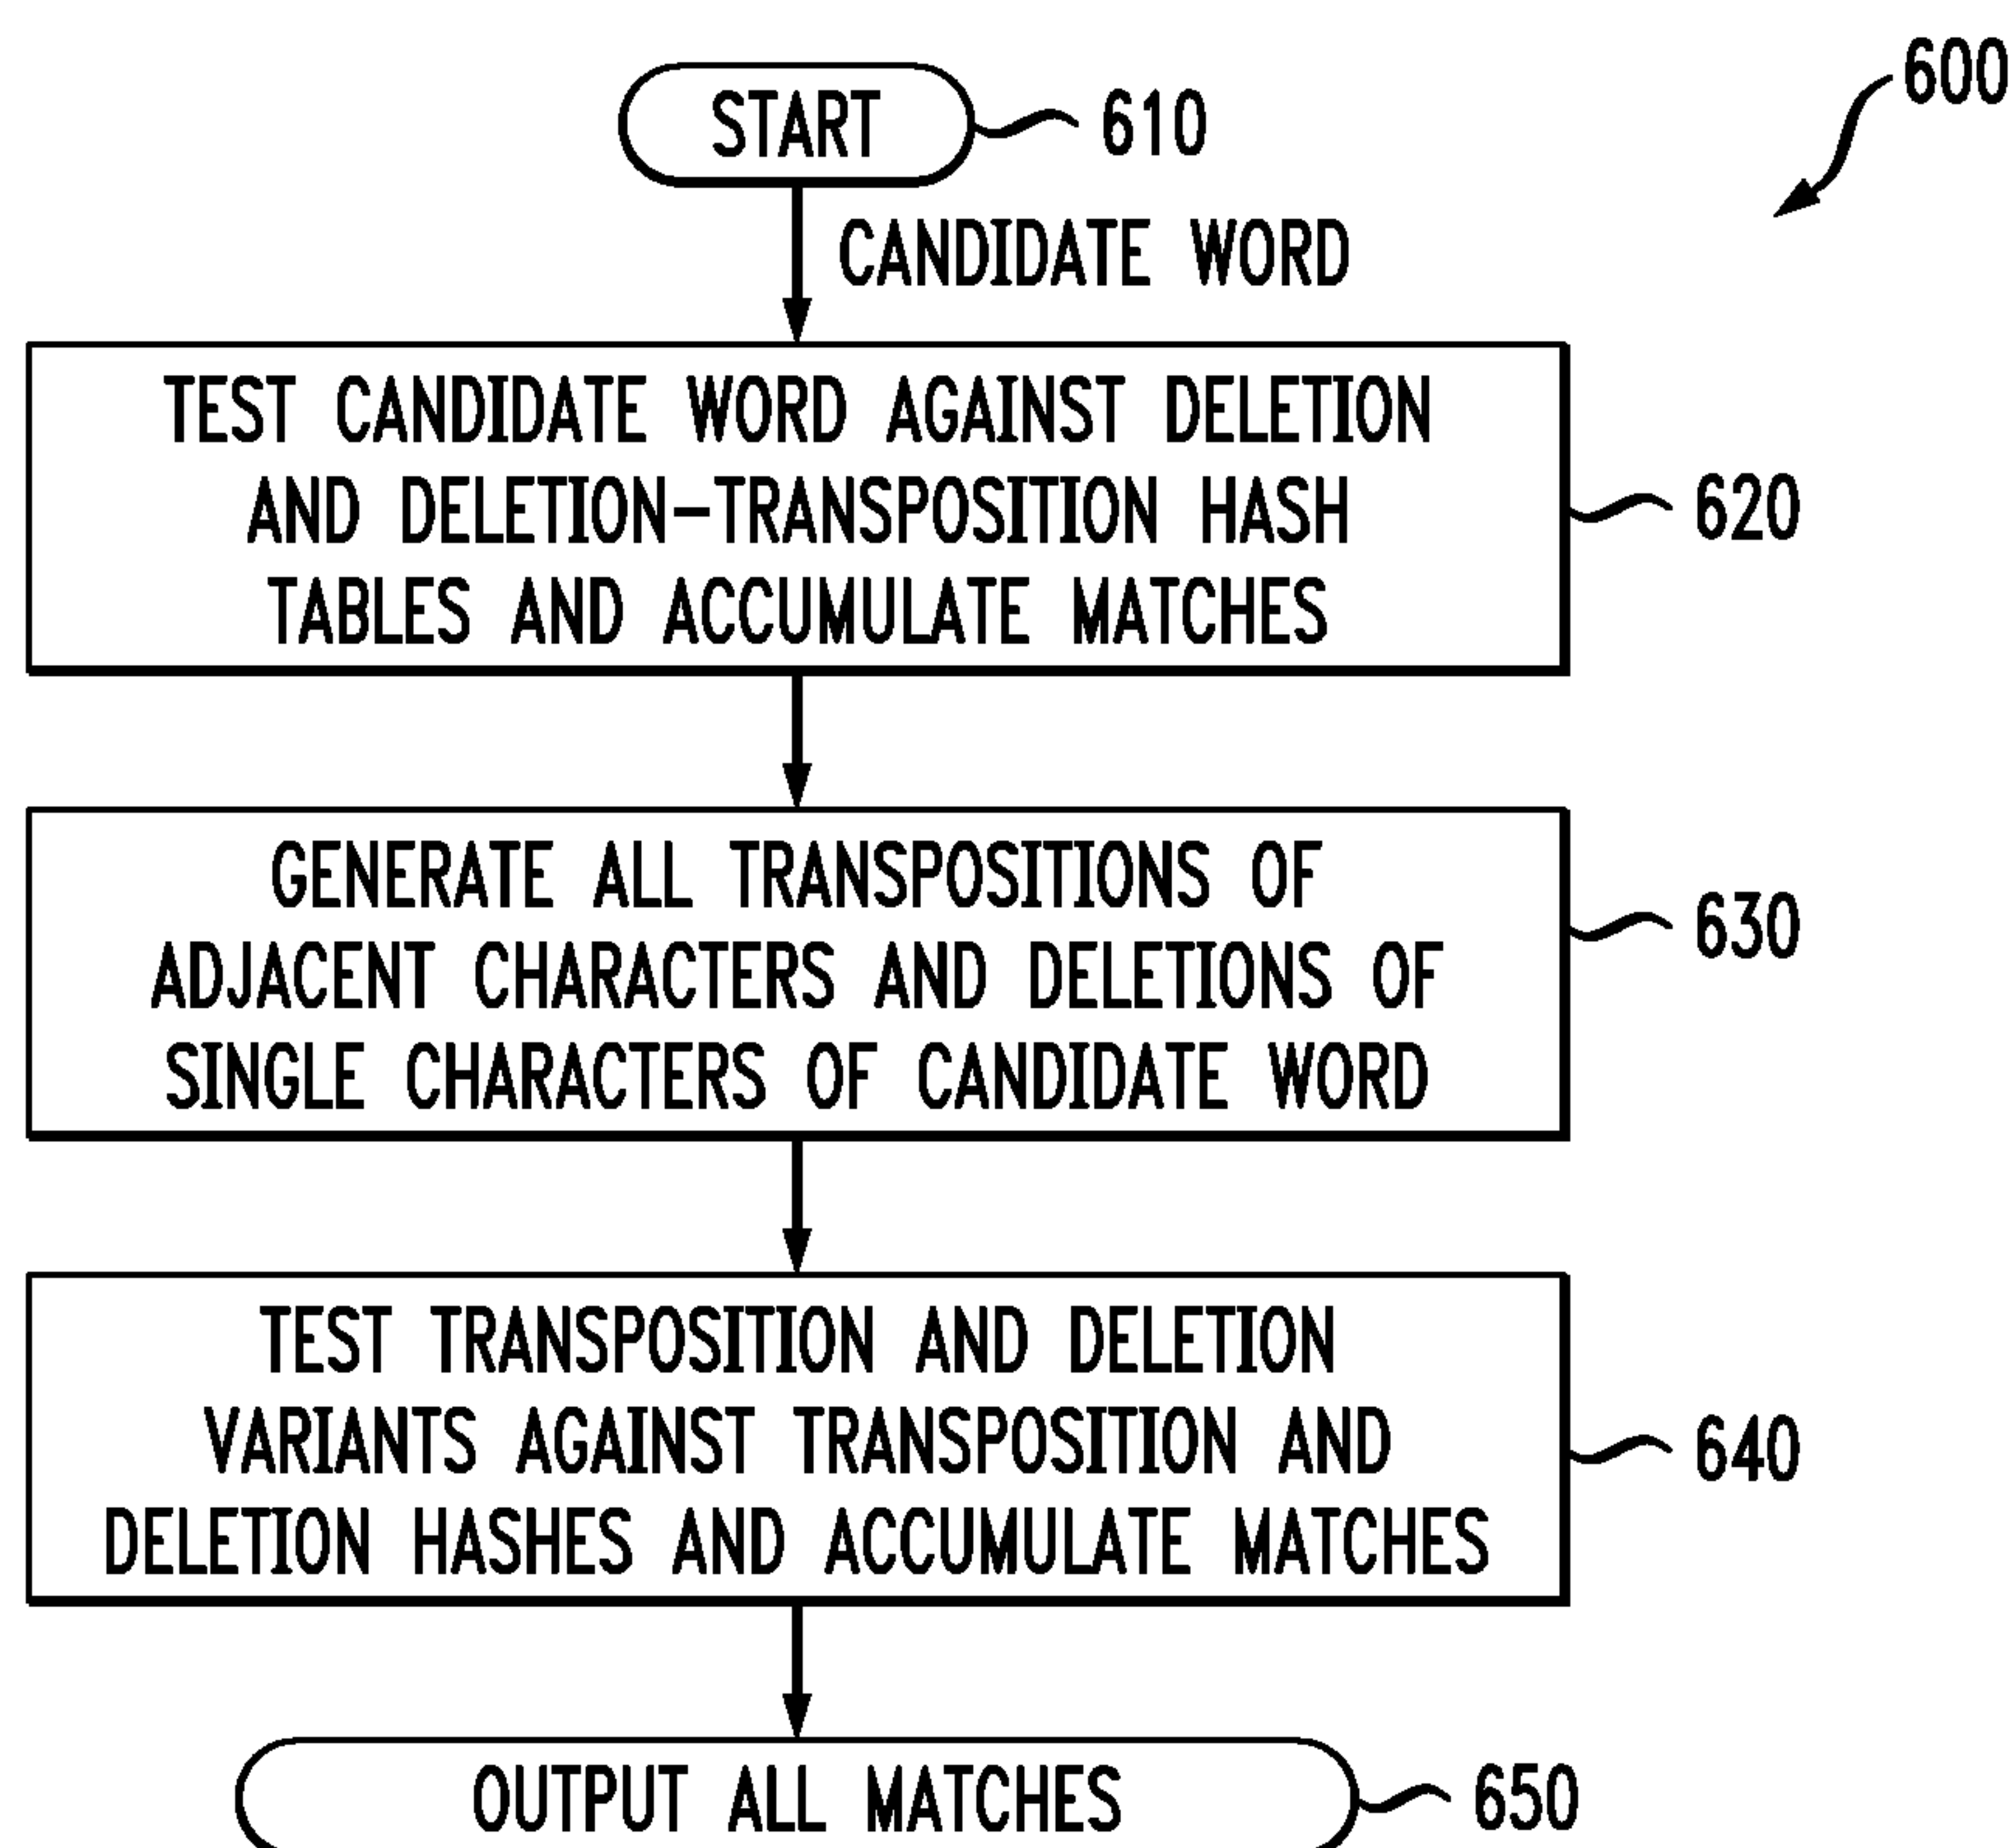 600
START
610
CANDIDATE WORD
TEST CANDIDATE WORD AGAINST DELETION
AND DELETION-TRANSPOSITION HASH
TABLES AND ACCUMULATE MATCHES
620
GENERATE ALL TRANSPOSITIONS OF
ADJACENT CHARACTERS AND DELETIONS OF
SINGLE CHARACTERS OF CANDIDATE WORD
630
TEST TRANSPOSITION AND DELETION
VARIANTS AGAINST TRANSPOSITION AND
DELETION HASHES AND ACCUMULATE MATCHES
640
OUTPUT ALL MATCHES
650